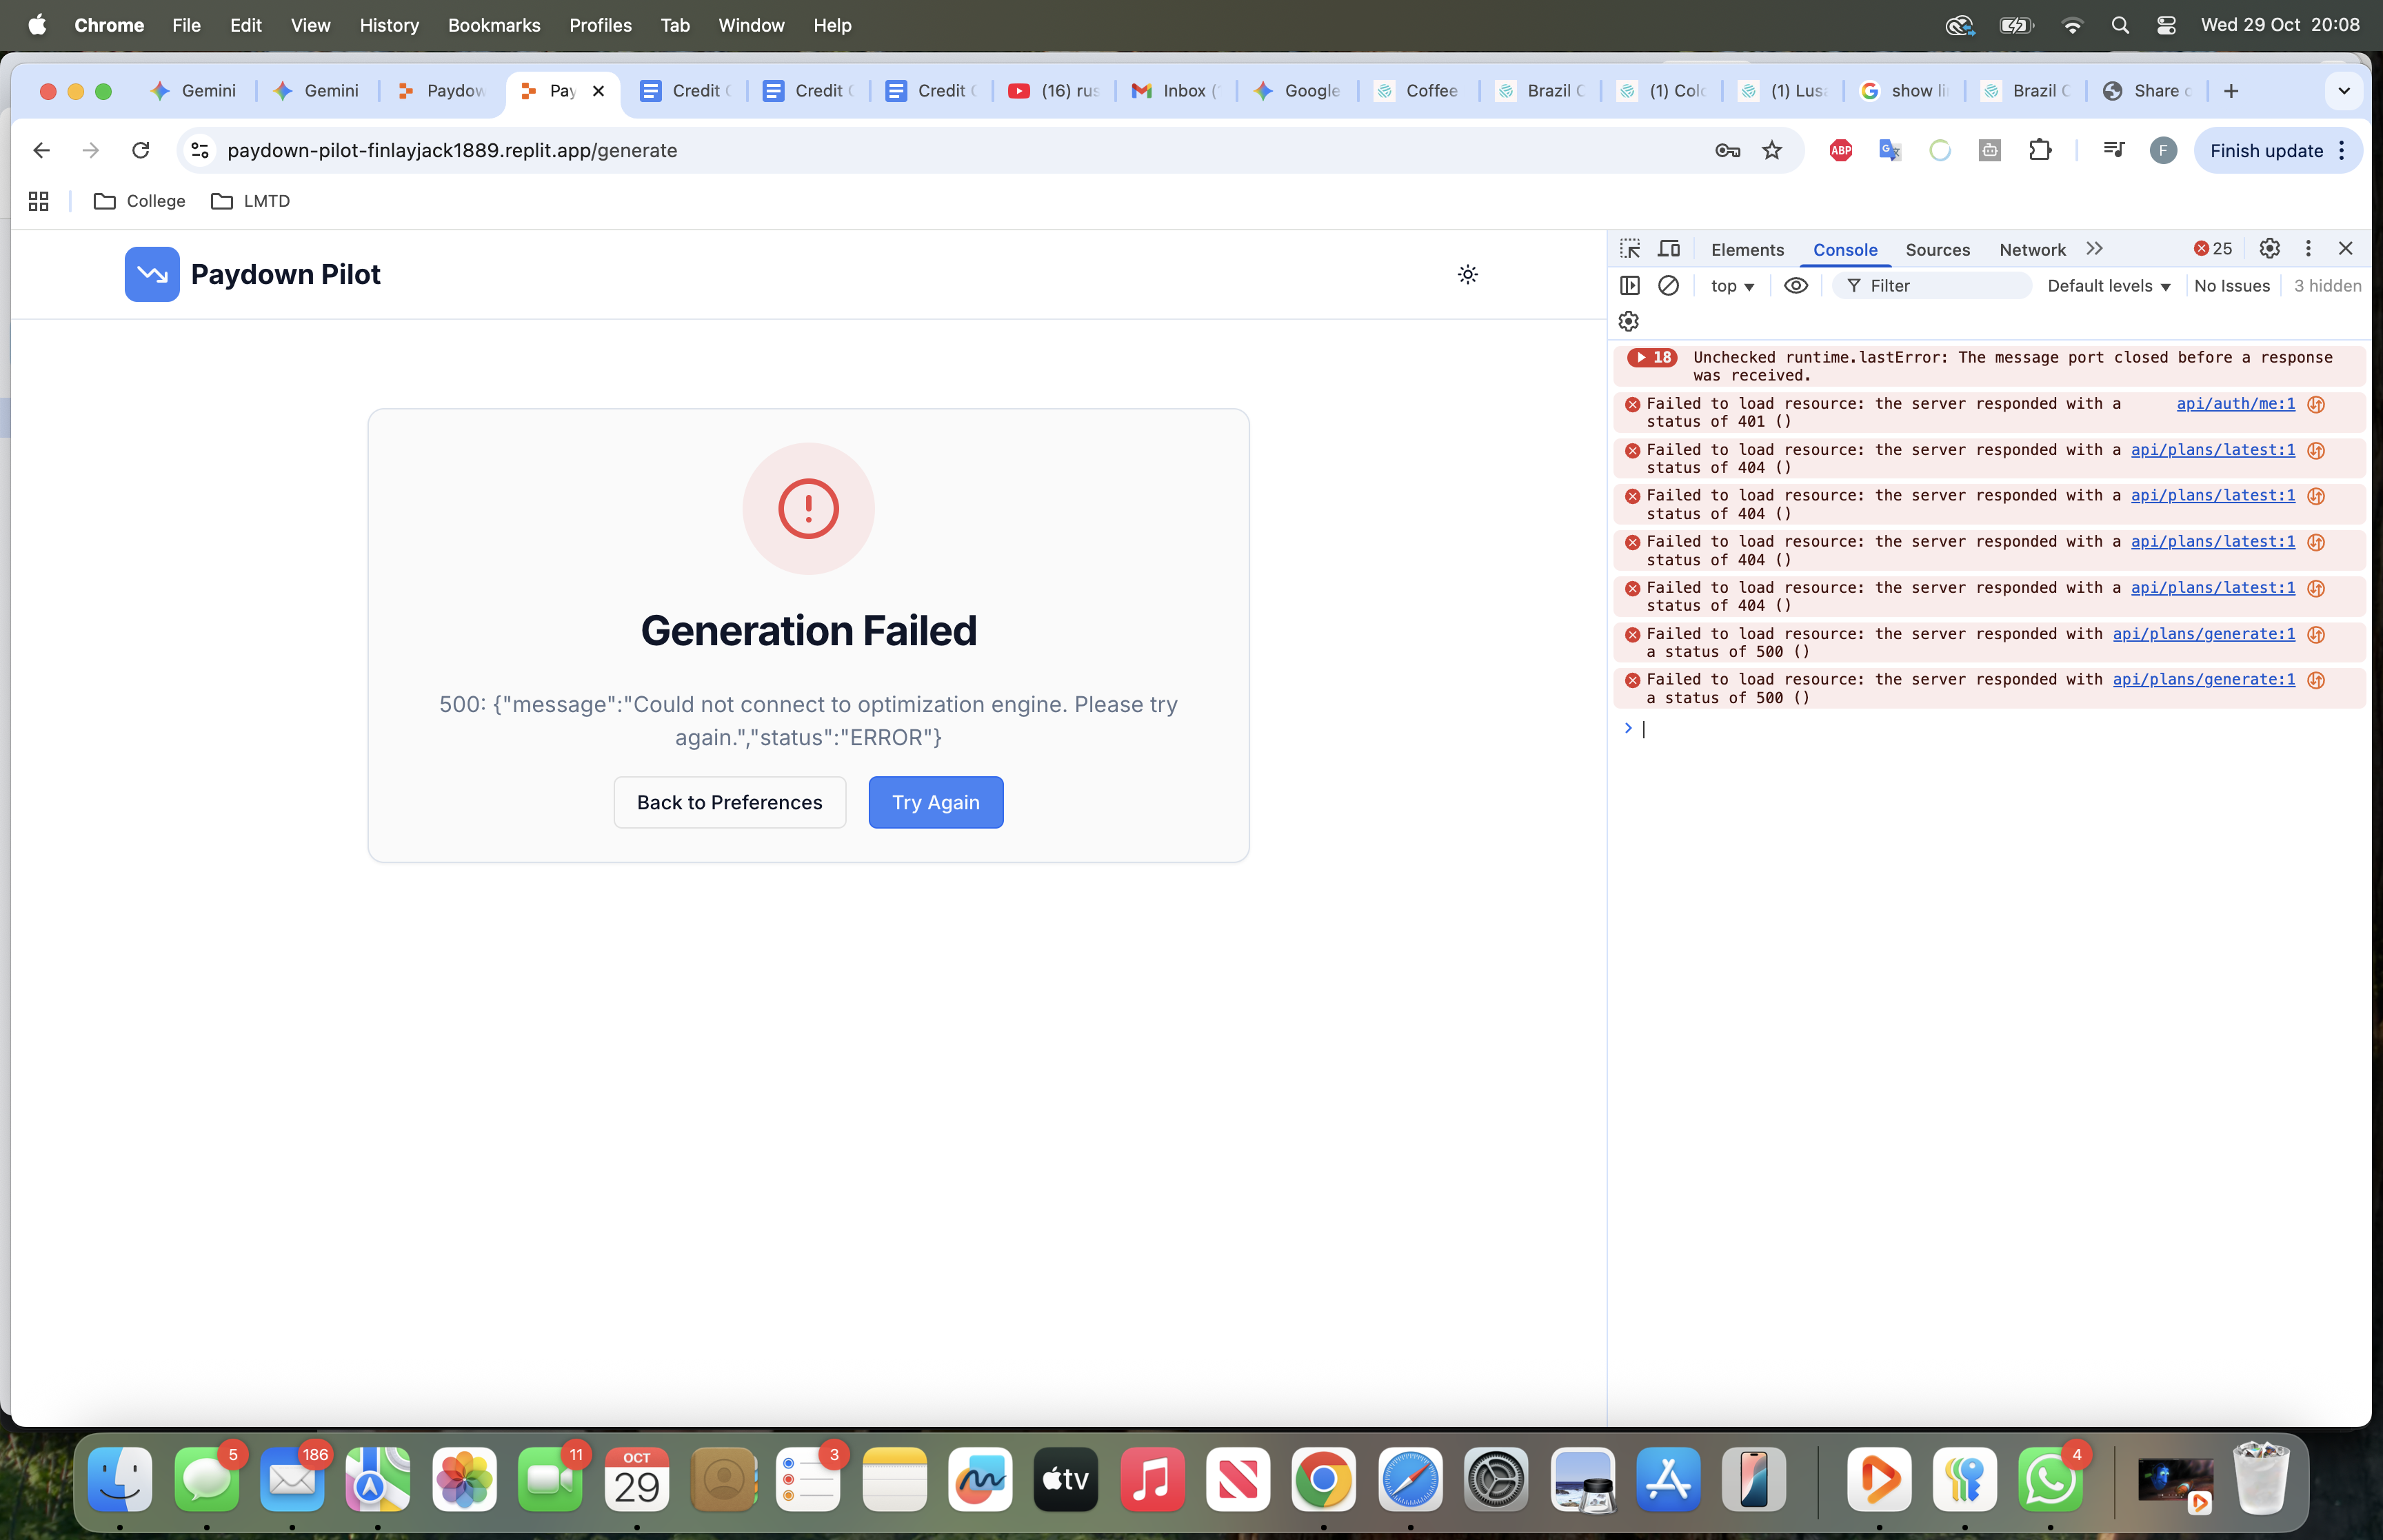 Chrome File Edit View History Bookmarks Profiles Tab Window Help Wed 29 Oct 20:08
Gemini Gemini Paydow Pay Credit Credit Credit (16) rus Inbox ( Google Coffee Brazil C (1) Colo (1) Lusa show li Brazil C Share
paydown-pilot-finlayjack1889.replit.app/generate ABP G F Finish update
College LMTD
Paydown Pilot
Generation Failed
500: {"message":"Could not connect to optimization engine. Please try
again.","status":"ERROR"}
Back to Preferences Try Again
Elements Console Sources Network 25
top Filter Default levels No Issues 3 hidden
18 Unchecked runtime.lastError: The message port closed before a response
was received.
Failed to load resource: the server responded with a api/auth/me:1
status of 401 ()
Failed to load resource: the server responded with a api/plans/latest:1
status of 404 ()
Failed to load resource: the server responded with a api/plans/latest:1
status of 404 ()
Failed to load resource: the server responded with a api/plans/latest:1
status of 404 ()
Failed to load resource: the server responded with a api/plans/latest:1
status of 404 ()
Failed to load resource: the server responded with api/plans/generate:1
a status of 500 ()
Failed to load resource: the server responded with api/plans/generate:1
a status of 500 ()
5 186 11 OCT 3 4
29 tv